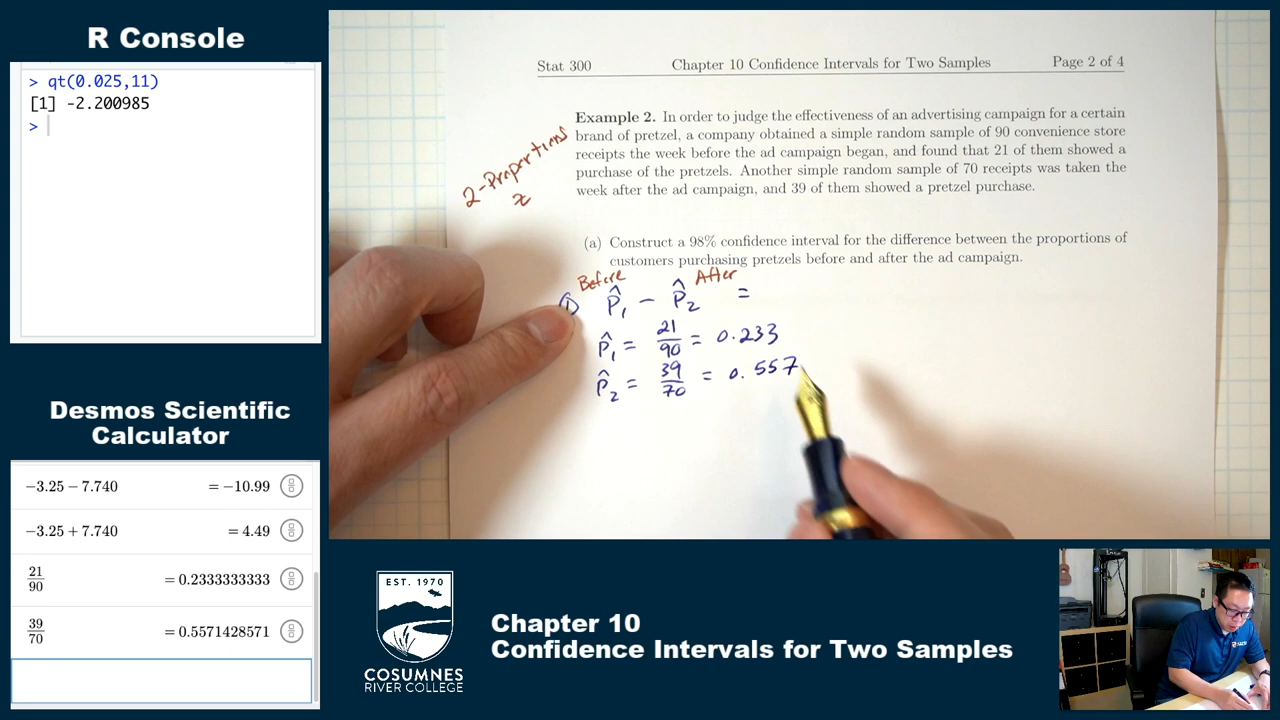 R Console
> qt(0.025,11)
[1] -2.200985
>
Desmos Scientific
Calculator
−3.25 − 7.740 = −10.99
−3.25 + 7.740 = 4.49
21/90 = 0.2333333333
39/70 = 0.5571428571
Stat 300 Chapter 10 Confidence Intervals for Two Samples Page 2 of 4
2-Proportions
z
Example 2. In order to judge the effectiveness of an advertising campaign for a certain
brand of pretzel, a company obtained a simple random sample of 90 convenience store
receipts the week before the ad campaign began, and found that 21 of them showed a
purchase of the pretzels. Another simple random sample of 70 receipts was taken the
week after the ad campaign, and 39 of them showed a pretzel purchase.
(a) Construct a 98% confidence interval for the difference between the proportions of
customers purchasing pretzels before and after the ad campaign.
Before After
① p̂₁ − p̂₂ =
p̂₁ = 21/90 = 0.233
p̂₂ = 39/70 = 0.557
EST. 1970
COSUMNES
RIVER COLLEGE
Chapter 10
Confidence Intervals for Two Samples